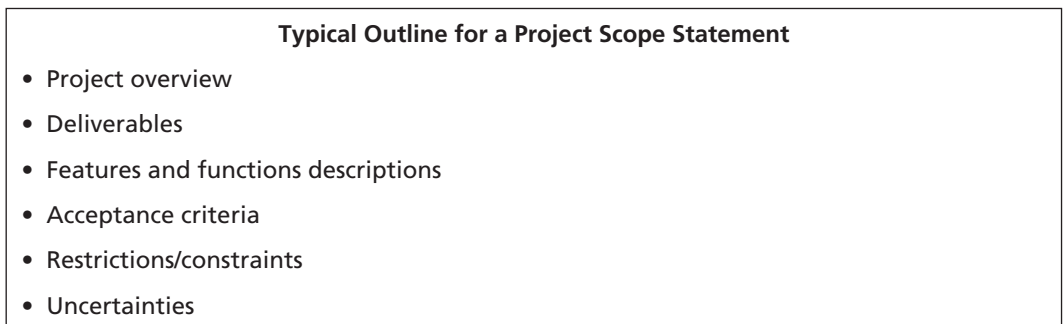 Typical Outline for a Project Scope Statement
• Project overview
• Deliverables
• Features and functions descriptions
• Acceptance criteria
• Restrictions/constraints
• Uncertainties